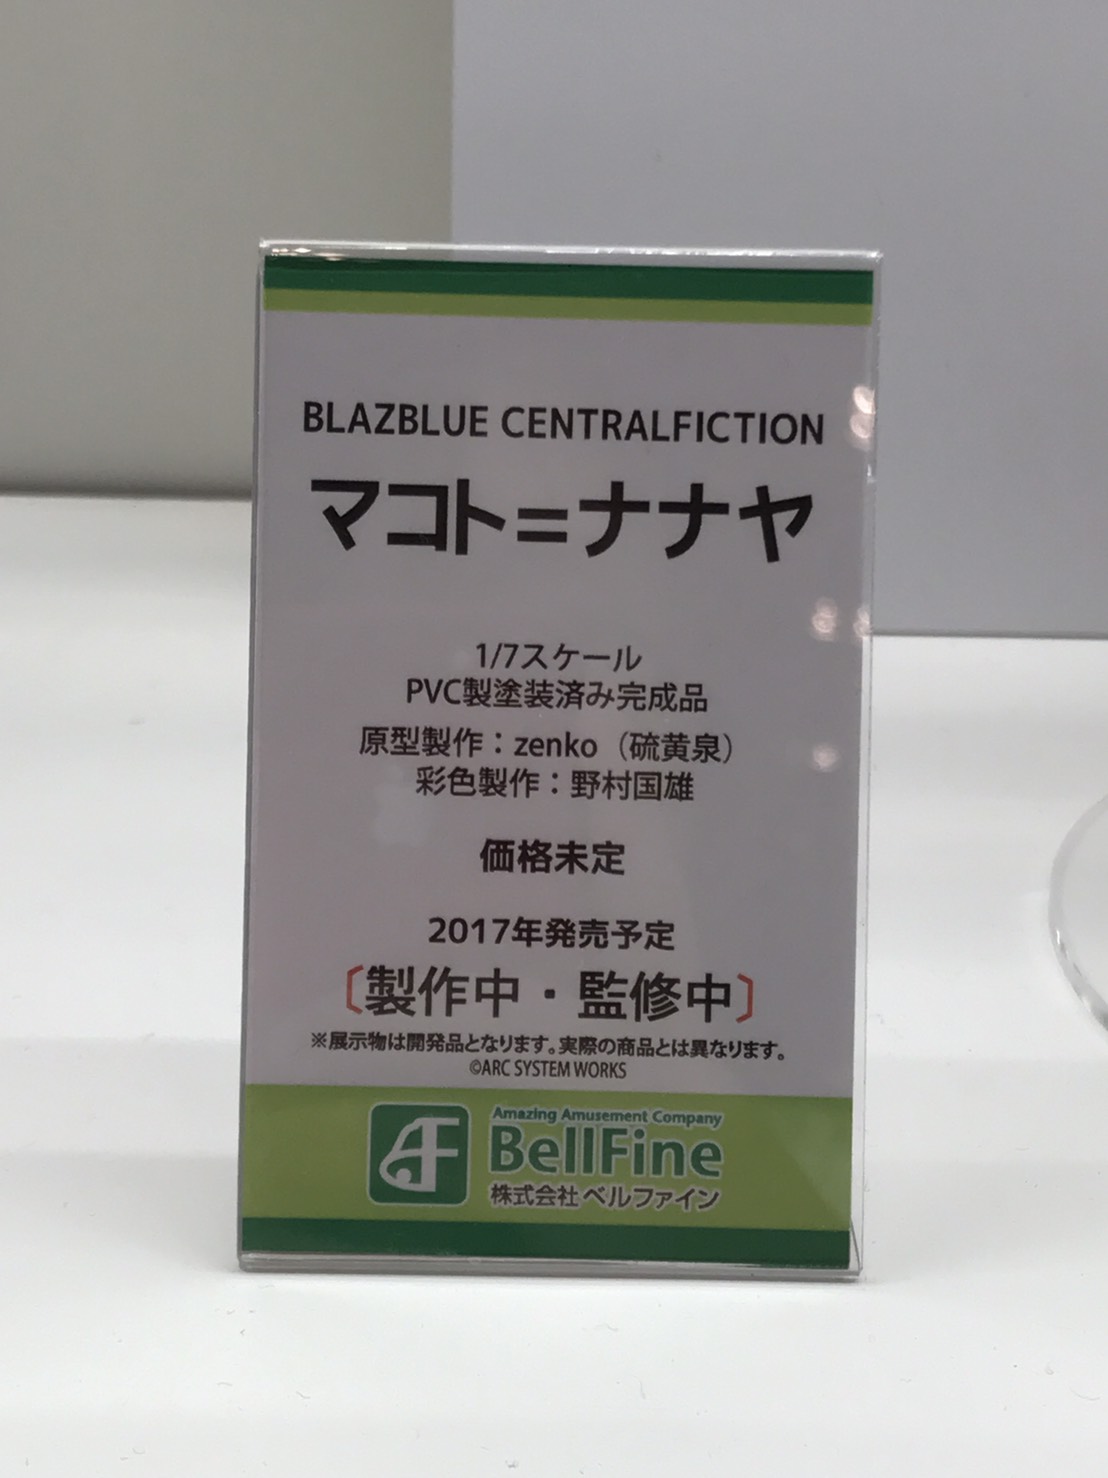 BLAZBLUE CENTRALFICTION
マコト=ナナヤ
1/7スケール
PVC製塗装済み完成品
原型製作：zenko（硫黄泉）
彩色製作：野村国雄
価格未定
2017年発売予定
〔製作中・監修中〕
※展示物は開発品となります。実際の商品とは異なります。
©ARC SYSTEM WORKS
Amazing Amusement Company
BellFine
株式会社ベルファイン